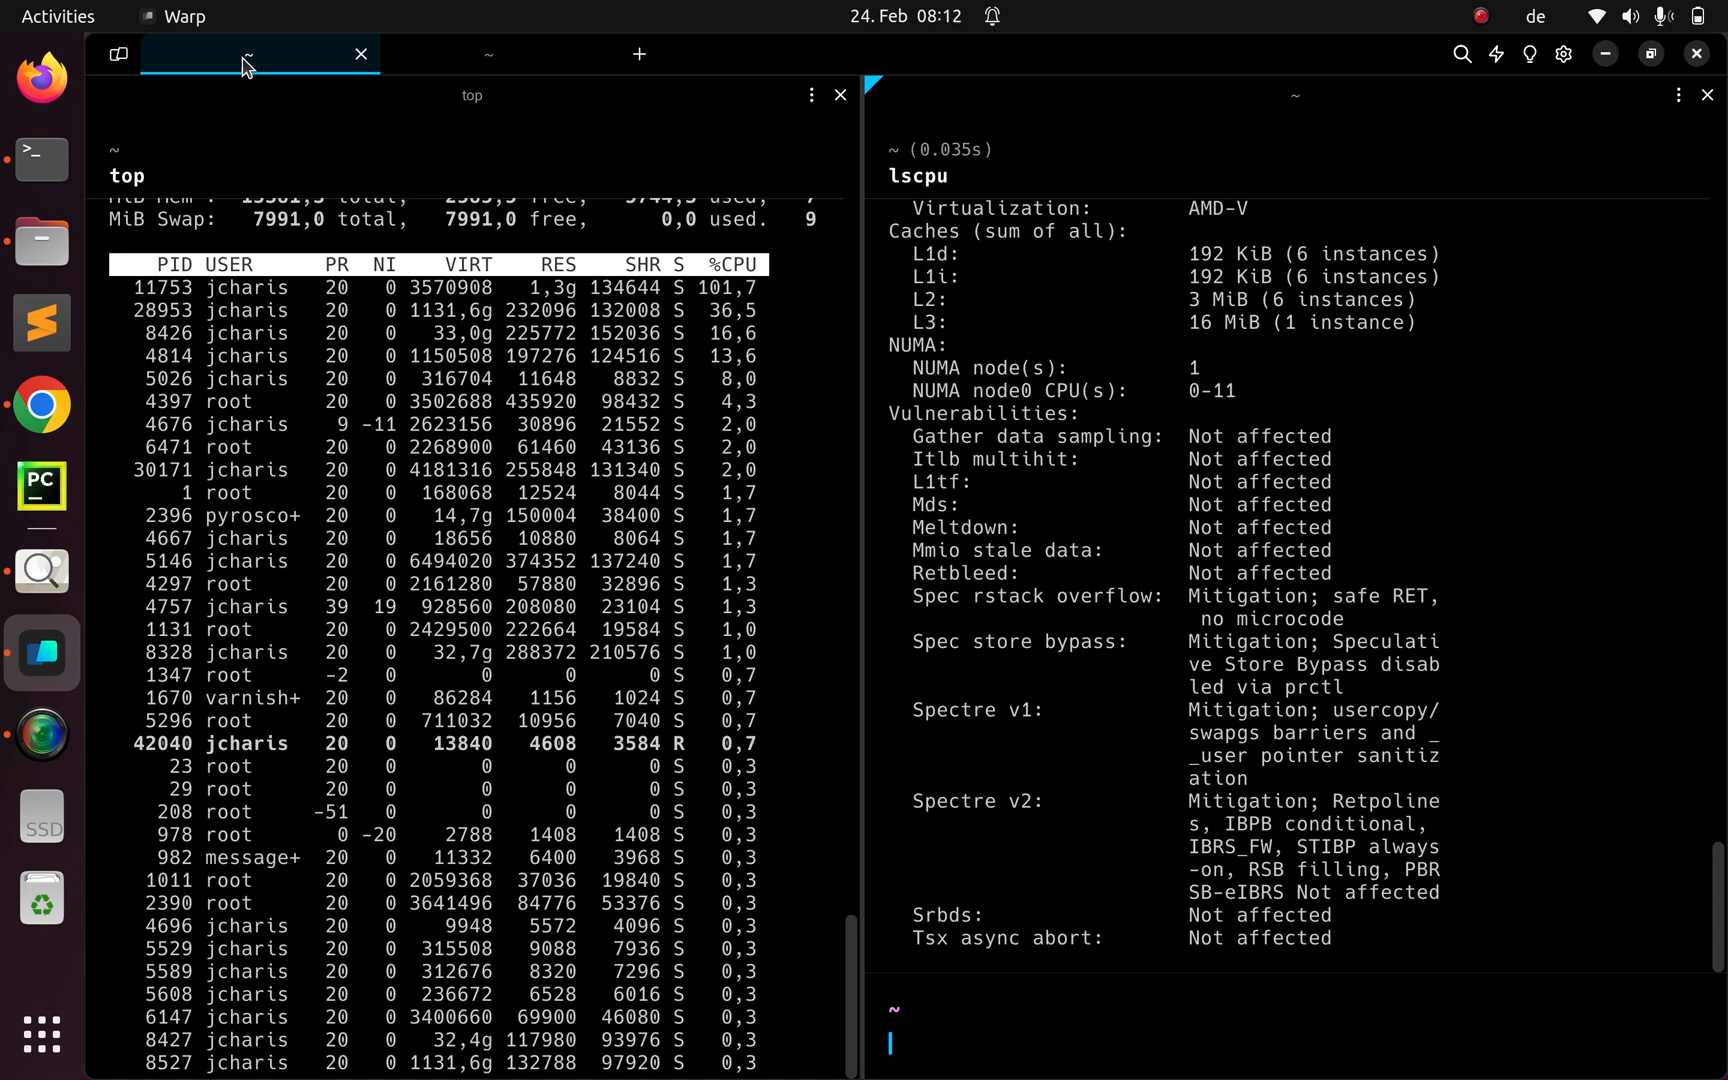 Activities
Warp
24. Feb 08:12
de
~
~
top
~
~
top
MiB Swap: 7991,0 total, 7991,0 free, 0,0 used. 9
PID USER PR NI VIRT RES SHR S %CPU
11753 jcharis 20 0 3570908 1,3g 134644 S 101,7
28953 jcharis 20 0 1131,6g 232096 132008 S 36,5
8426 jcharis 20 0 33,0g 225772 152036 S 16,6
4814 jcharis 20 0 1150508 197276 124516 S 13,6
5026 jcharis 20 0 316704 11648 8832 S 8,0
4397 root 20 0 3502688 435920 98432 S 4,3
4676 jcharis 9 -11 2623156 30896 21552 S 2,0
6471 root 20 0 2268900 61460 43136 S 2,0
30171 jcharis 20 0 4181316 255848 131340 S 2,0
1 root 20 0 168068 12524 8044 S 1,7
2396 pyrosco+ 20 0 14,7g 150004 38400 S 1,7
4667 jcharis 20 0 18656 10880 8064 S 1,7
5146 jcharis 20 0 6494020 374352 137240 S 1,7
4297 root 20 0 2161280 57880 32896 S 1,3
4757 jcharis 39 19 928560 208080 23104 S 1,3
1131 root 20 0 2429500 222664 19584 S 1,0
8328 jcharis 20 0 32,7g 288372 210576 S 1,0
1347 root -2 0 0 0 0 S 0,7
1670 varnish+ 20 0 86284 1156 1024 S 0,7
5296 root 20 0 711032 10956 7040 S 0,7
42040 jcharis 20 0 13840 4608 3584 R 0,7
23 root 20 0 0 0 0 S 0,3
29 root 20 0 0 0 0 S 0,3
208 root -51 0 0 0 0 S 0,3
978 root 0 -20 2788 1408 1408 S 0,3
982 message+ 20 0 11332 6400 3968 S 0,3
1011 root 20 0 2059368 37036 19840 S 0,3
2390 root 20 0 3641496 84776 53376 S 0,3
4696 jcharis 20 0 9948 5572 4096 S 0,3
5529 jcharis 20 0 315508 9088 7936 S 0,3
5589 jcharis 20 0 312676 8320 7296 S 0,3
5608 jcharis 20 0 236672 6528 6016 S 0,3
6147 jcharis 20 0 3400660 69900 46080 S 0,3
8427 jcharis 20 0 32,4g 117980 93976 S 0,3
8527 jcharis 20 0 1131,6g 132788 97920 S 0,3
~ (0.035s)
lscpu
Virtualization: AMD-V
Caches (sum of all):
L1d: 192 KiB (6 instances)
L1i: 192 KiB (6 instances)
L2: 3 MiB (6 instances)
L3: 16 MiB (1 instance)
NUMA:
NUMA node(s): 1
NUMA node0 CPU(s): 0-11
Vulnerabilities:
Gather data sampling: Not affected
Itlb multihit: Not affected
L1tf: Not affected
Mds: Not affected
Meltdown: Not affected
Mmio stale data: Not affected
Retbleed: Not affected
Spec rstack overflow: Mitigation; safe RET,
no microcode
Spec store bypass: Mitigation; Speculati
ve Store Bypass disab
led via prctl
Spectre v1: Mitigation; usercopy/
swapgs barriers and _
_user pointer sanitiz
ation
Spectre v2: Mitigation; Retpoline
s, IBPB conditional,
IBRS_FW, STIBP always
-on, RSB filling, PBR
SB-eIBRS Not affected
Srbds: Not affected
Tsx async abort: Not affected
~
PC
SSD